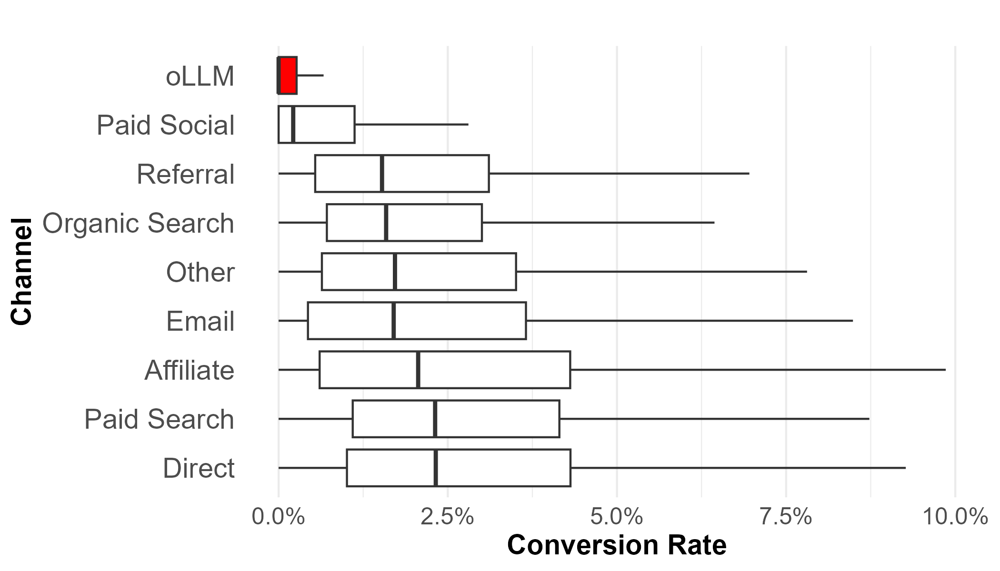 oLLM
Paid Social
Referral
Organic Search
Other
Email
Affiliate
Paid Search
Direct
Channel
0.0% 2.5% 5.0% 7.5% 10.0%
Conversion Rate